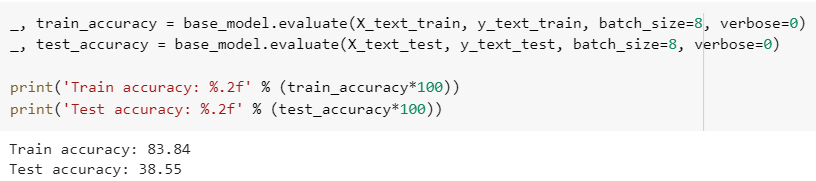 _, train_accuracy = base_model.evaluate(X_text_train, y_text_train, batch_size=8, verbose=0)
_, test_accuracy = base_model.evaluate(X_text_test, y_text_test, batch_size=8, verbose=0)
print('Train accuracy: %.2f' % (train_accuracy*100))
print('Test accuracy: %.2f' % (test_accuracy*100))
Train accuracy: 83.84
Test accuracy: 38.55